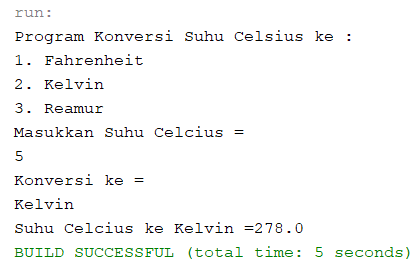 run:
Program Konversi Suhu Celsius ke :
1. Fahrenheit
2. Kelvin
3. Reamur
Masukkan Suhu Celcius =
5
Konversi ke =
Kelvin
Suhu Celcius ke Kelvin =278.0
BUILD SUCCESSFUL (total time: 5 seconds)